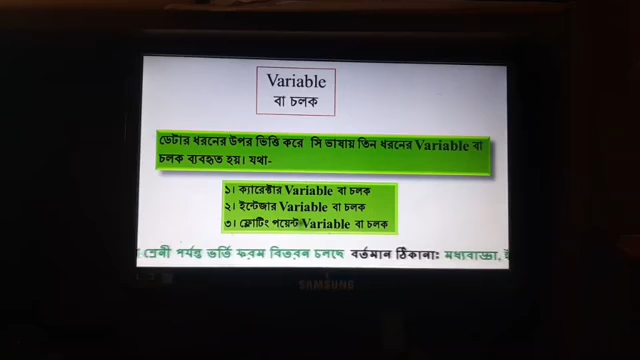 Variable
বা চলক
ডেটার ধরনের উপর ভিত্তি করে সি ভাষায় তিন ধরনের Variable বা
চলক ব্যবহৃত হয়। যথা-
১। ক্যারেক্টার Variable বা চলক
২। ইন্টেজার Variable বা চলক
৩। ফ্লোটিং পয়েন্ট Variable বা চলক
শ্রেনী পর্যন্ত ভর্তি ফরম বিতরন চলছে বর্তমান ঠিকানা: মধ্যবাড্ডা,
SAMSUNG